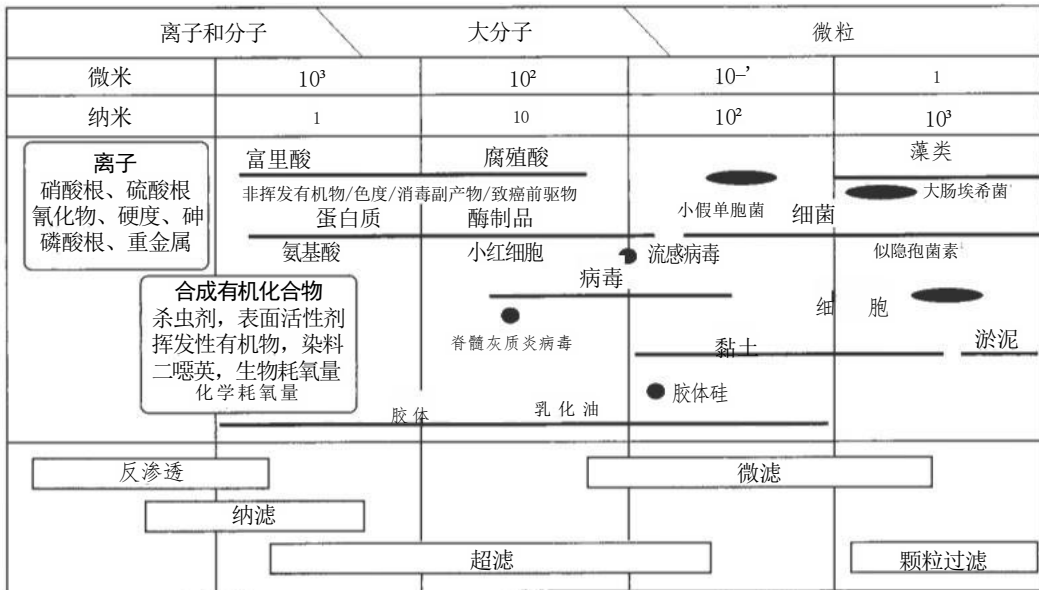 离子和分子 大分子 微粒
微米 10³ 10² 10-’ 1
纳米 1 10 10² 10³
离子
硝酸根、硫酸根
氰化物、硬度、砷
磷酸根、重金属
富里酸 腐殖酸 藻类
非挥发有机物/色度/消毒副产物/致癌前驱物
小假单胞菌 大肠埃希菌
蛋白质 酶制品 细菌
氨基酸 小红细胞 流感病毒 似隐孢菌素
病毒
合成有机化合物
杀虫剂，表面活性剂
挥发性有机物，染料
二噁英，生物耗氧量
化学耗氧量
细 胞
脊髓灰质炎病毒
黏土 淤泥
胶体硅
胶体 乳化油
反渗透 微滤
纳滤
超滤 颗粒过滤